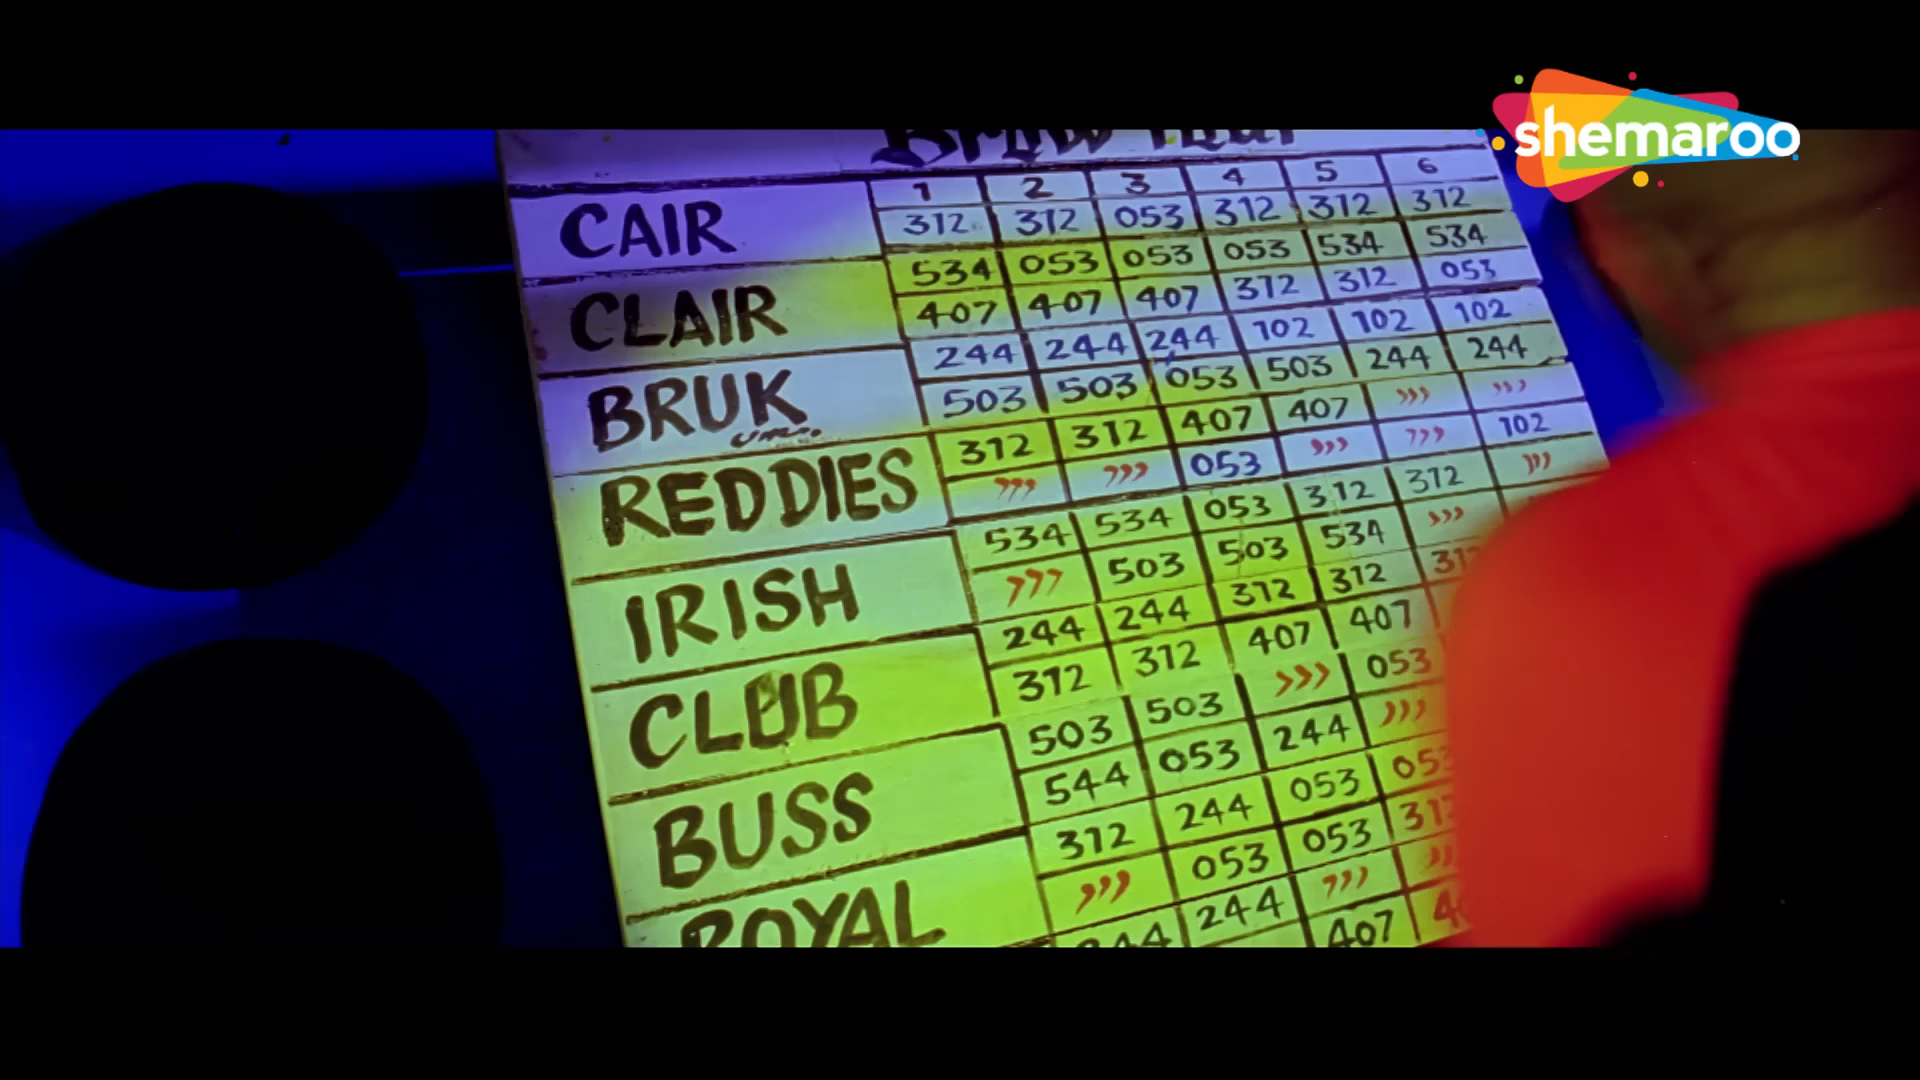 shemaroo
1 2 3 4 5 6
CAIR
312 312 053 312 312 312
534 053 053 053 534 534
CLAIR
407 407 407 312 312 053
244 244 244 102 102 102
BRUK
503 503 053 503 244 244
312 312 407 407 ,,, ,,,
REDDIES
,,, ,,, 053 ,,, ,,, 102
534 534 053 312 312 ,,,
IRISH
,,, 503 503 534 ,,,
244 244 312 312
CLUB
312 312 407 407
503 503 ,,, 053
BUSS
544 053 244 ,,,
312 244 053 053
ROYAL
,,, 053 053
244 ,,,
407